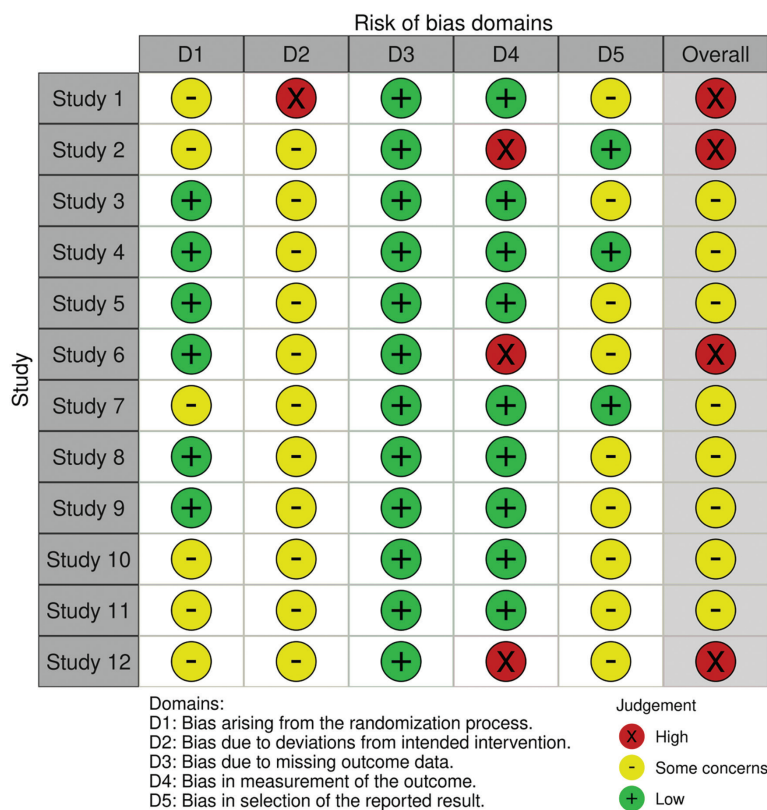 Risk of bias domains
D1 D2 D3 D4 D5 Overall
Study
Study 1 - X + + - X
Study 2 - - + X + X
Study 3 + - + + - -
Study 4 + - + + + -
Study 5 + - + + - -
Study 6 + - + X - X
Study 7 - - + + + -
Study 8 + - + + - -
Study 9 + - + + - -
Study 10 - - + + - -
Study 11 - - + + - -
Study 12 - - + X - X
Domains:
D1: Bias arising from the randomization process.
D2: Bias due to deviations from intended intervention.
D3: Bias due to missing outcome data.
D4: Bias in measurement of the outcome.
D5: Bias in selection of the reported result.
Judgement
X High
- Some concerns
+ Low